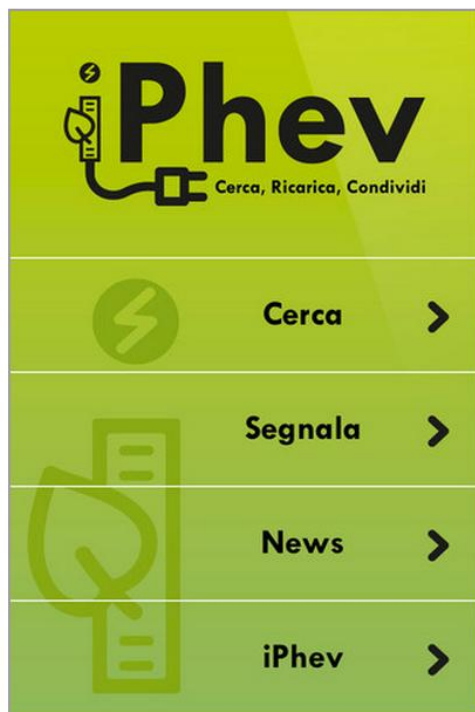 iPhev
Cerca, Ricarica, Condividi
Cerca
Segnala
News
iPhev